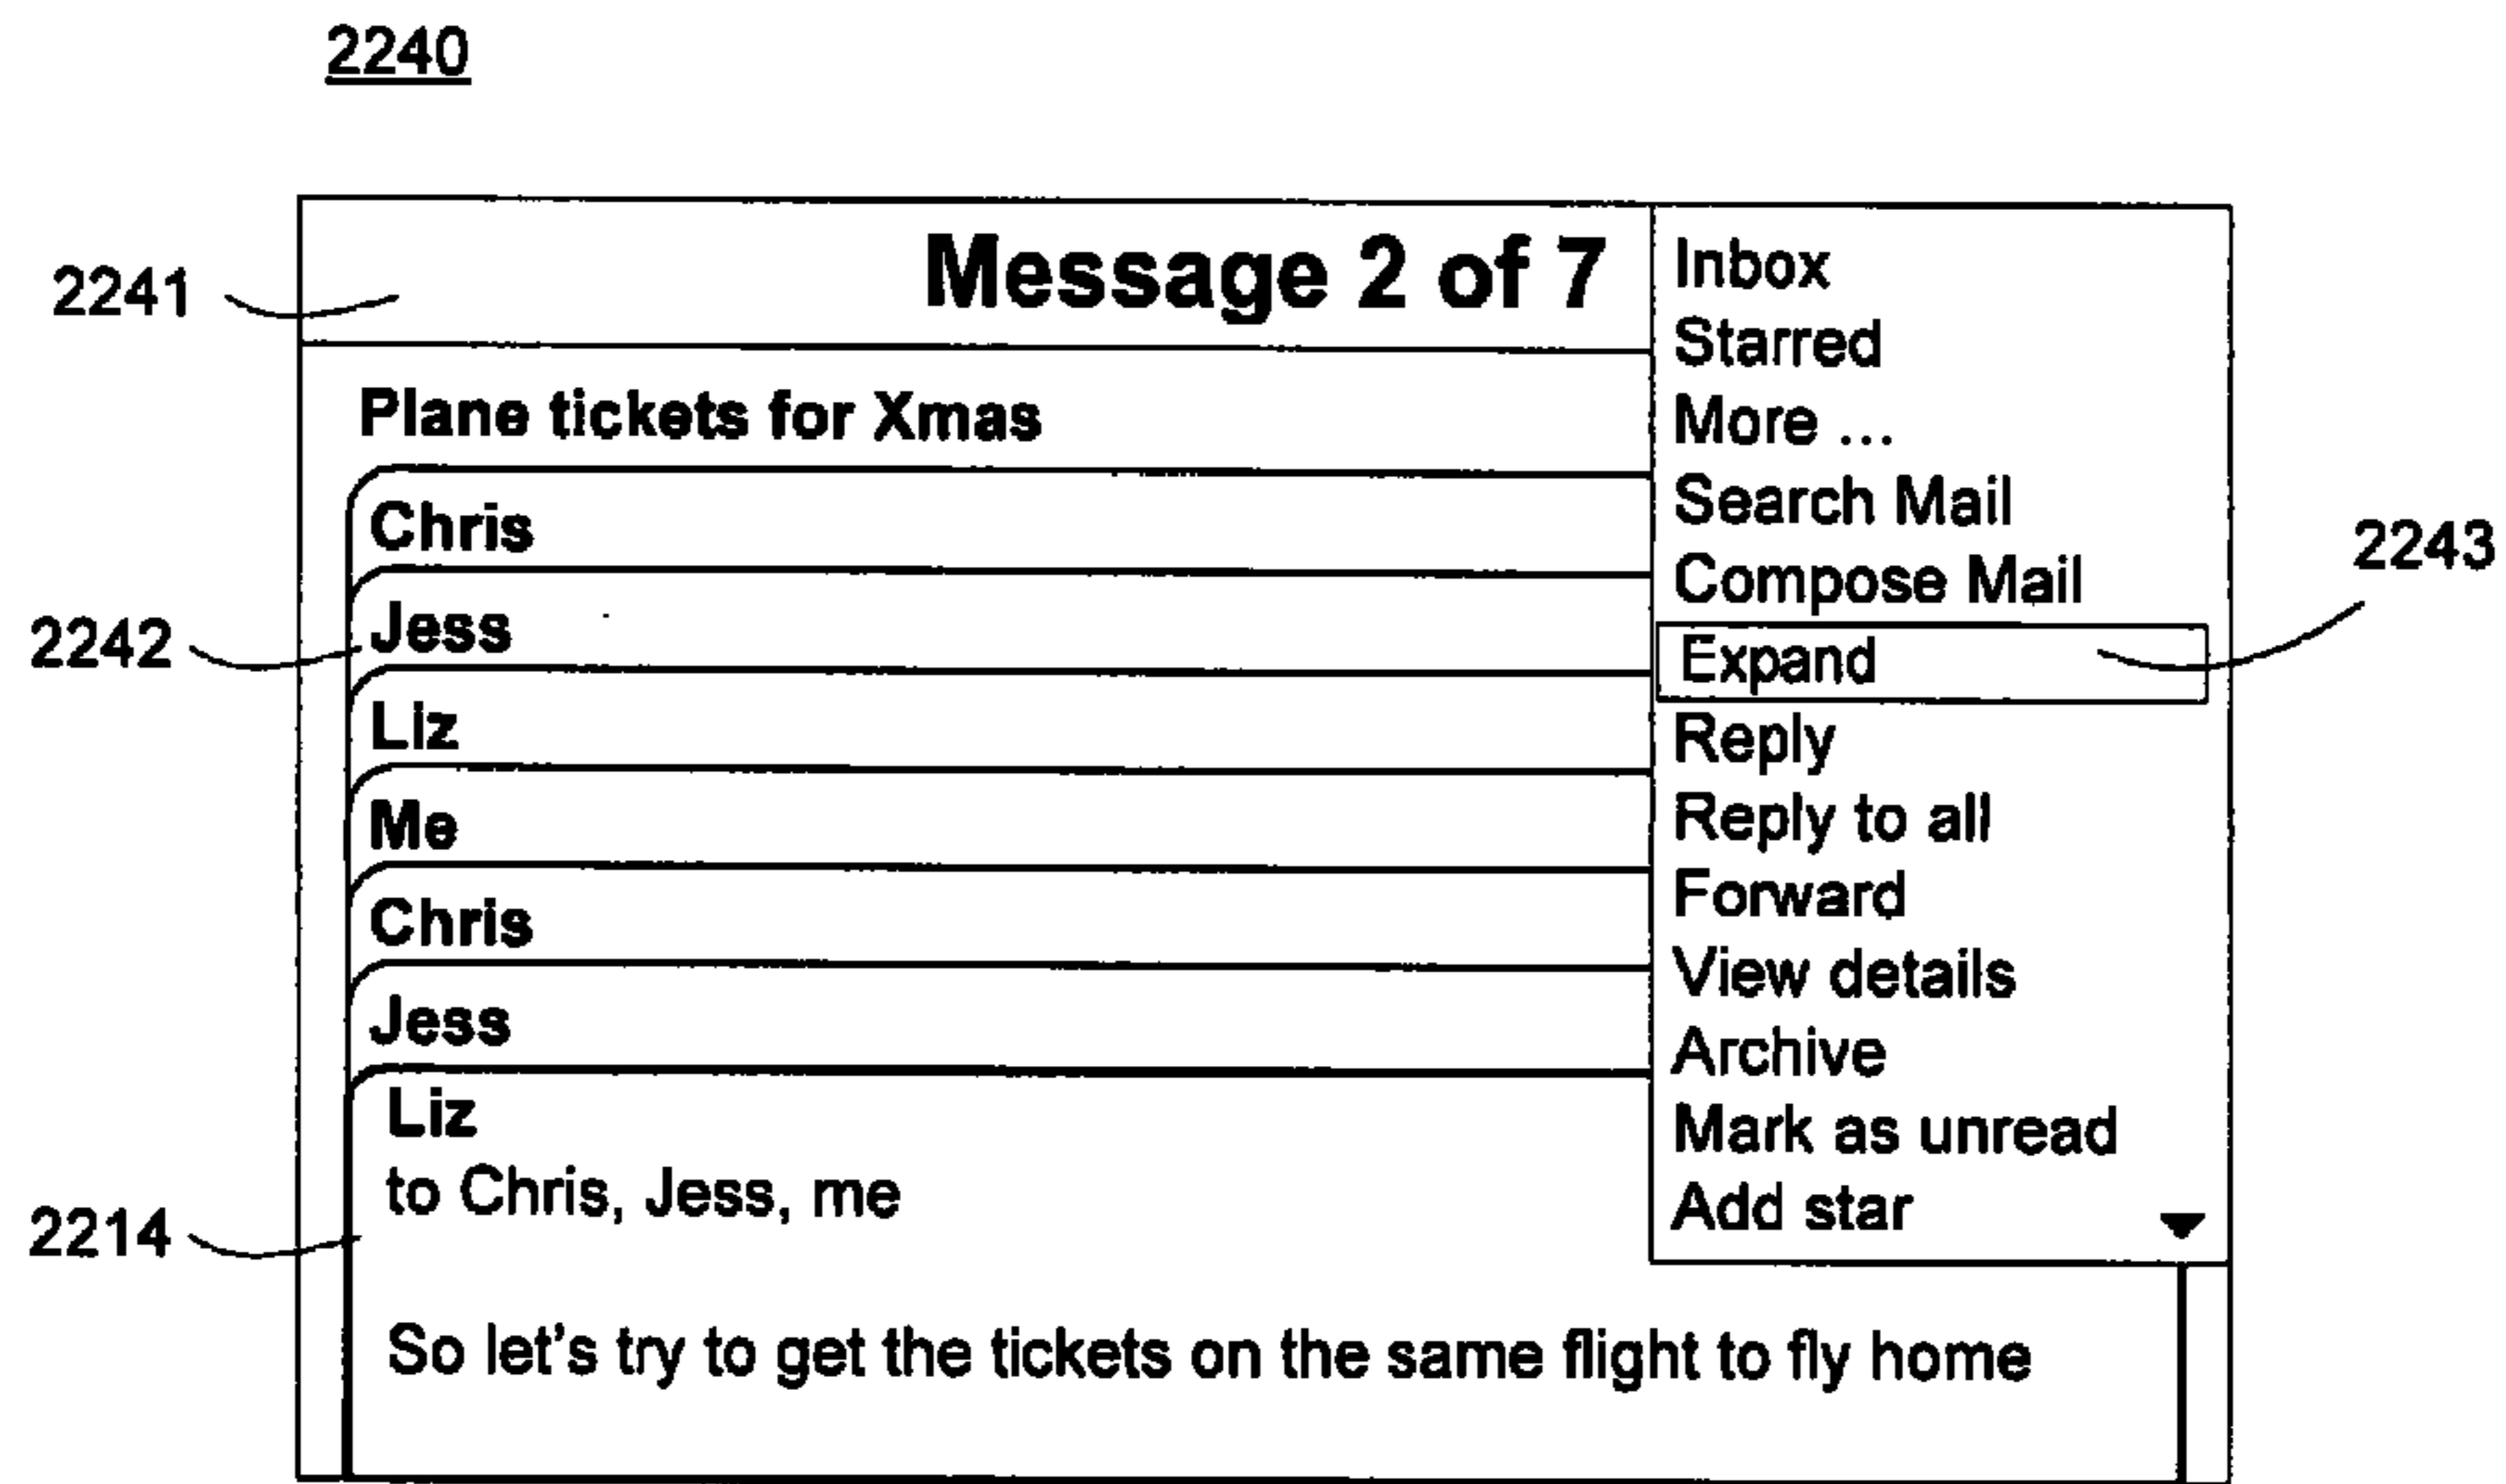 2240
2241
Message 2 of 7
Plane tickets for Xmas
Chris
2242
Jess
Liz
Me
Chris
Jess
Liz
to Chris, Jess, me
2214
So let's try to get the tickets on the same flight to fly home
Inbox
Starred
More ...
Search Mail
Compose Mail
Expand
2243
Reply
Reply to all
Forward
View details
Archive
Mark as unread
Add star